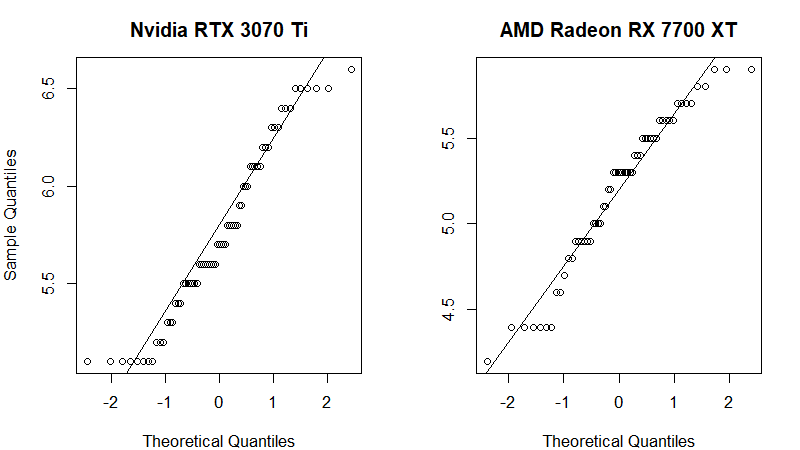 Nvidia RTX 3070 Ti
Sample Quantiles
6.5
6.0
5.5
-2 -1 0 1 2
Theoretical Quantiles
AMD Radeon RX 7700 XT
5.5
5.0
4.5
-2 -1 0 1 2
Theoretical Quantiles